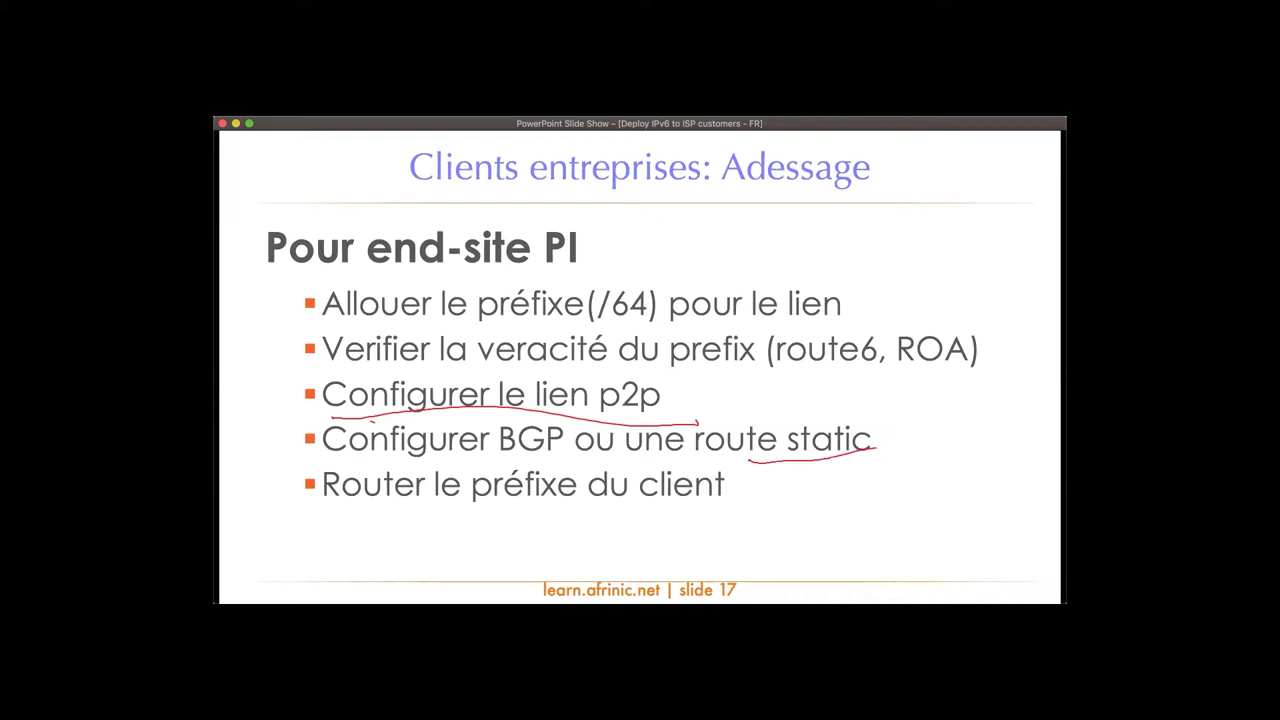 PowerPoint Slide Show – [Deploy IPv6 to ISP customers - FR]
Clients entreprises: Adessage
Pour end-site PI
▪ Allouer le préfixe(/64) pour le lien
▪ Verifier la veracité du prefix (route6, ROA)
▪ Configurer le lien p2p
▪ Configurer BGP ou une route static
▪ Router le préfixe du client
learn.afrinic.net | slide 17